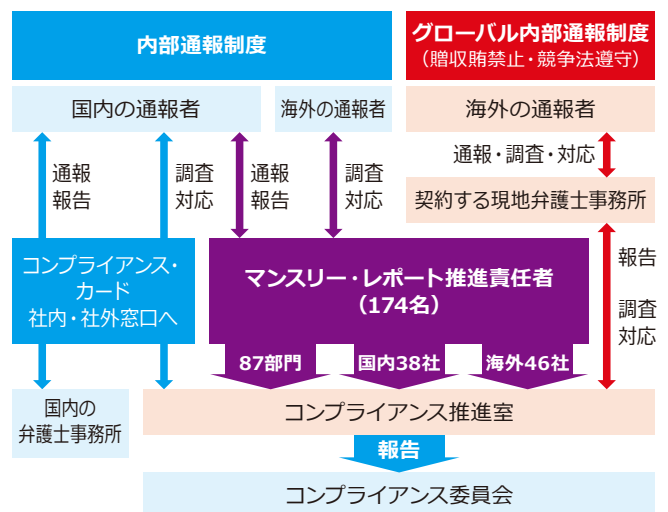 内部通報制度
グローバル内部通報制度
（贈収賄禁止・競争法遵守）
国内の通報者
海外の通報者
海外の通報者
通報
報告
調査
対応
通報
報告
調査
対応
通報・調査・対応
契約する現地弁護士事務所
コンプライアンス・
カード
社内・社外窓口へ
マンスリー・レポート推進責任者
（174名）
報告
調査
対応
87部門
国内38社
海外46社
国内の
弁護士事務所
コンプライアンス推進室
報告
コンプライアンス委員会